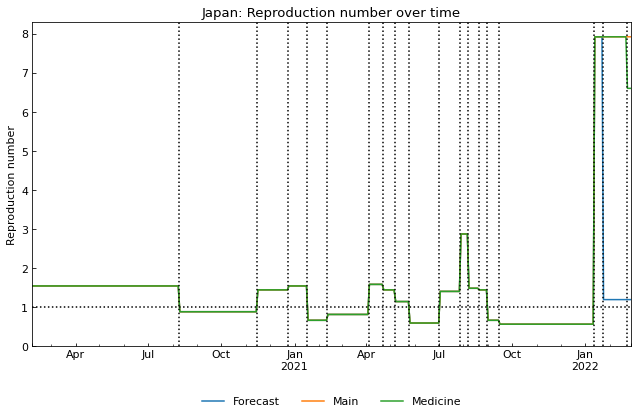 Japan: Reproduction number over time
Reproduction number
8
7
6
5
4
3
2
1
0
Apr Jul Oct Jan Apr Jul Oct Jan
2021 2022
Forecast Main Medicine